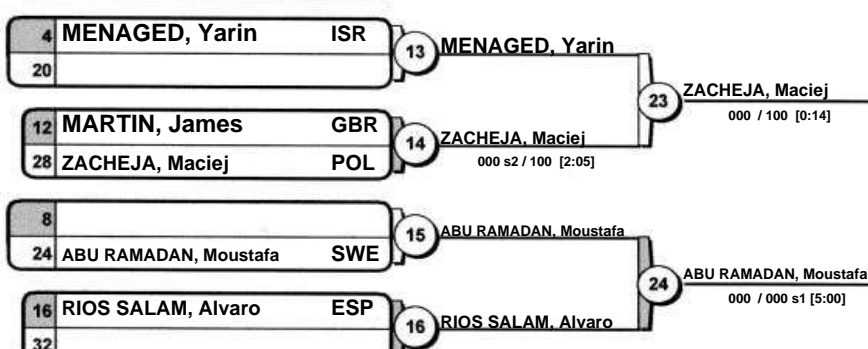 4 MENAGED, Yarin ISR
20
13 MENAGED, Yarin
12 MARTIN, James GBR
28 ZACHEJA, Maciej POL
14 ZACHEJA, Maciej
000 s2 / 100 [2:05]
23 ZACHEJA, Maciej
000 / 100 [0:14]
8
24 ABU RAMADAN, Moustafa SWE
15 ABU RAMADAN, Moustafa
16 RIOS SALAM, Alvaro ESP
32
16 RIOS SALAM, Alvaro
24 ABU RAMADAN, Moustafa
000 / 000 s1 [5:00]